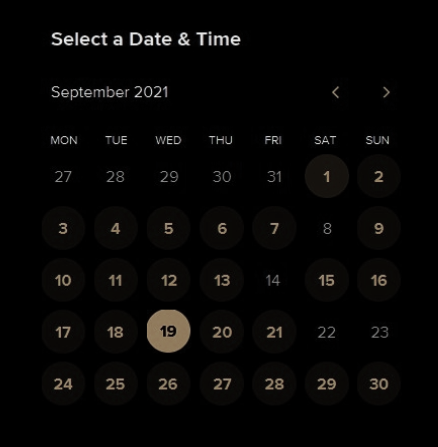 Select a Date & Time
September 2021
MON TUE WED THU FRI SAT SUN
27 28 29 30 31 1 2
3 4 5 6 7 8 9
10 11 12 13 14 15 16
17 18 19 20 21 22 23
24 25 26 27 28 29 30